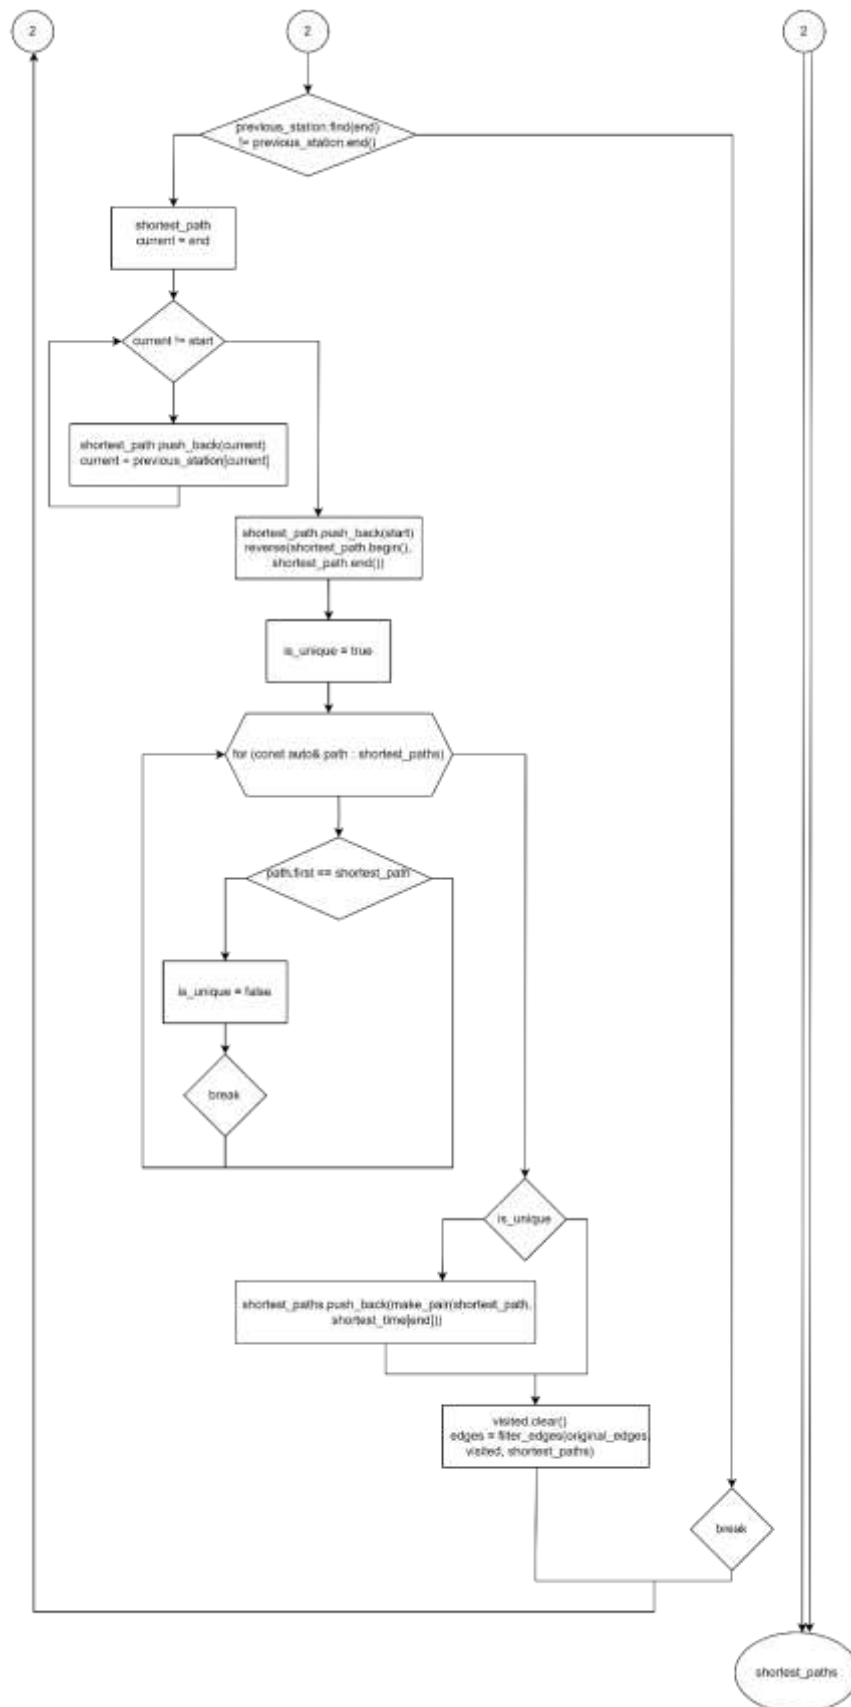 2
2
2
previous_station.find(end)
!= previous_station.end()
shortest_path
current = end
current != start
shortest_path.push_back(current)
current = previous_station[current]
shortest_path.push_back(start)
reverse(shortest_path.begin(),
shortest_path.end())
is_unique = true
for (const auto& path : shortest_paths)
path.first == shortest_path
is_unique = false
break
is_unique
shortest_paths.push_back(make_pair(shortest_path,
shortest_time[end]))
visited.clear()
edges = filter_edges(original_edges,
visited, shortest_paths)
break
shortest_paths